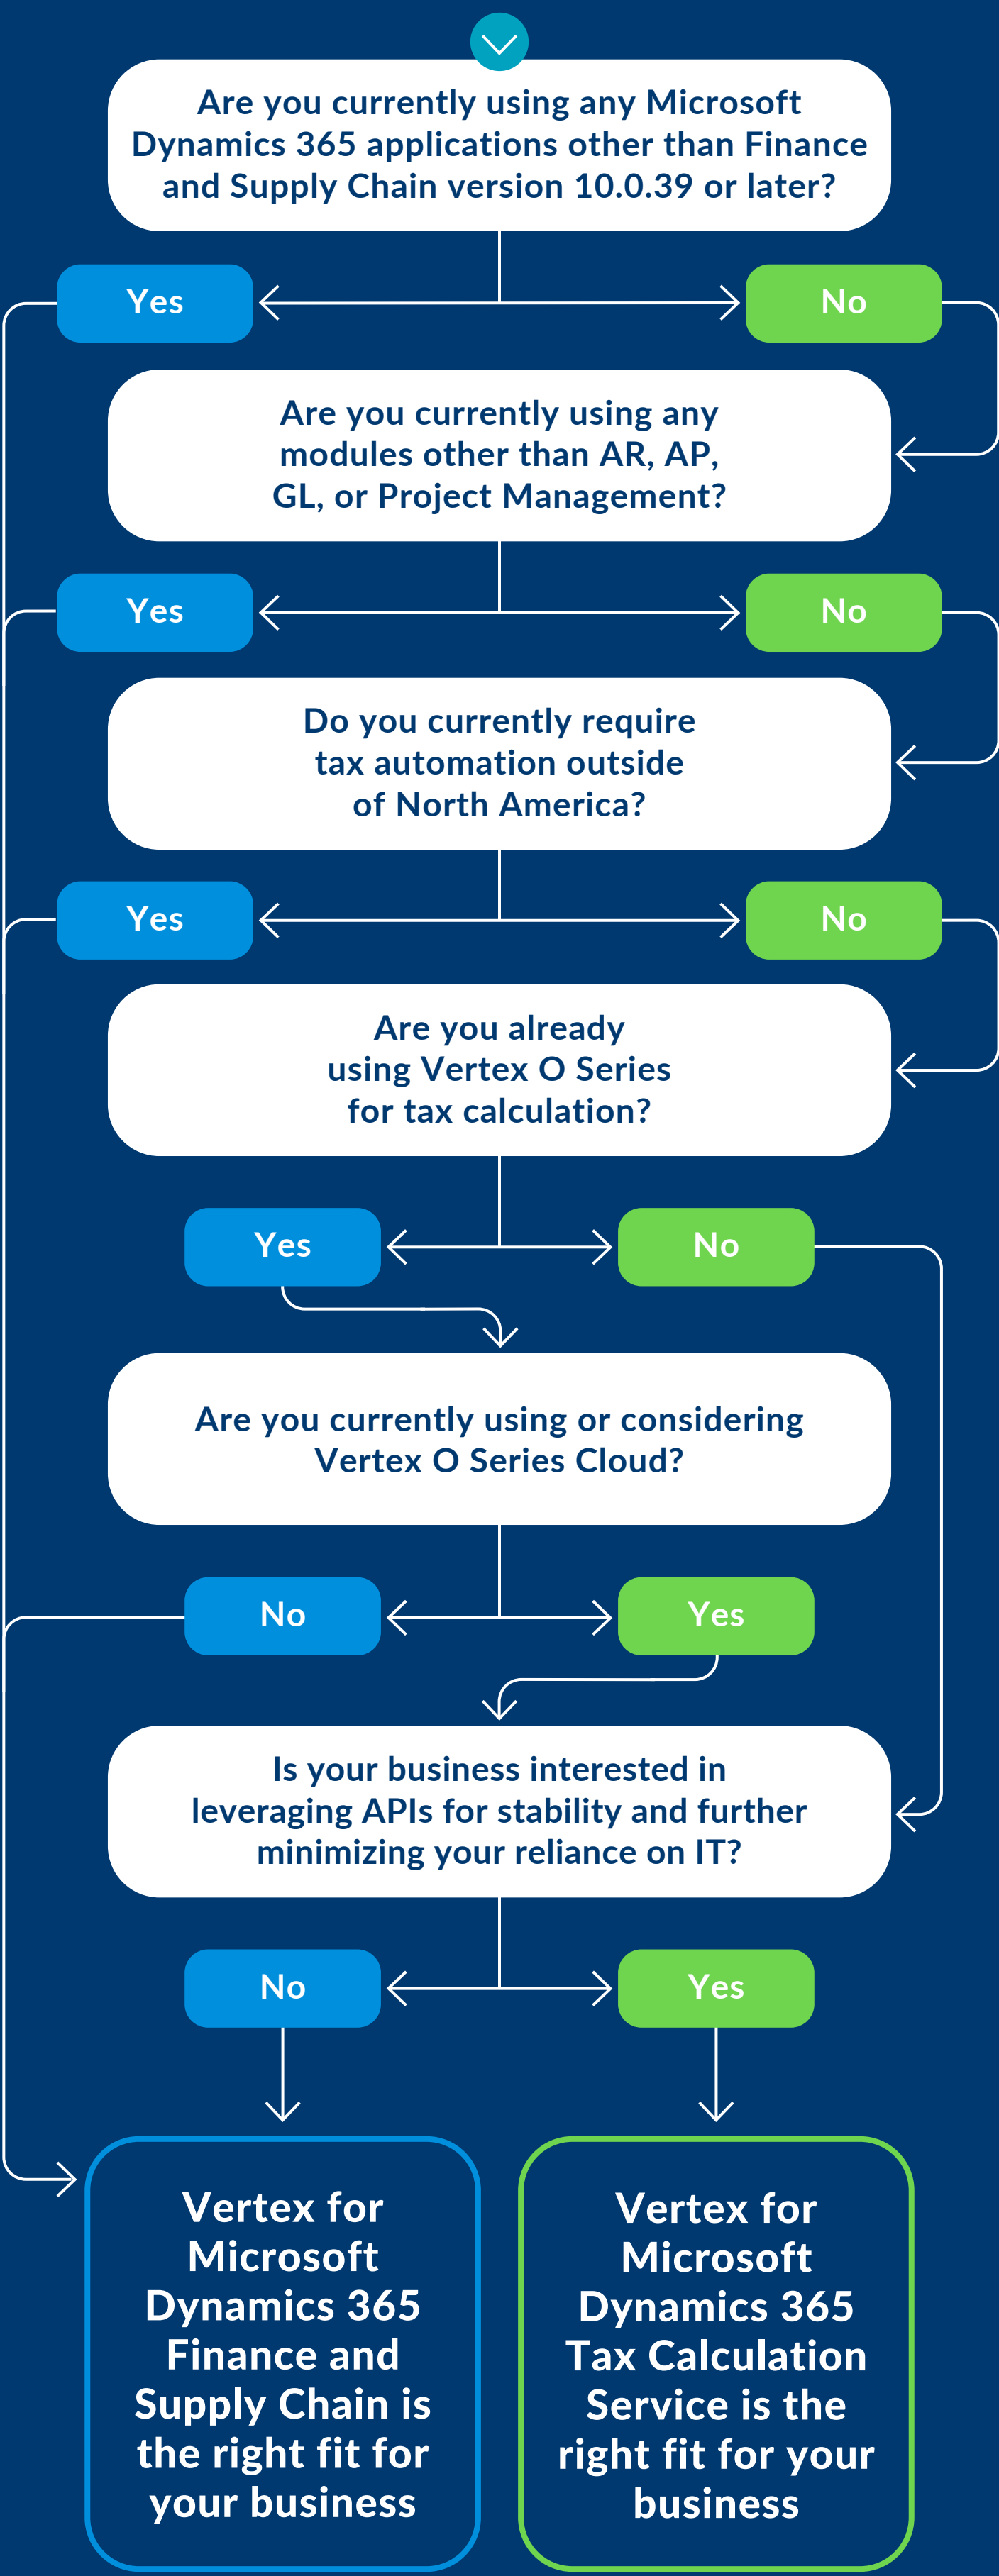 Are you currently using any Microsoft
Dynamics 365 applications other than Finance
and Supply Chain version 10.0.39 or later?
Yes
No
Are you currently using any
modules other than AR, AP,
GL, or Project Management?
Yes
No
Do you currently require
tax automation outside
of North America?
Yes
No
Are you already
using Vertex O Series
for tax calculation?
Yes
No
Are you currently using or considering
Vertex O Series Cloud?
No
Yes
Is your business interested in
leveraging APIs for stability and further
minimizing your reliance on IT?
No
Yes
Vertex for
Microsoft
Dynamics 365
Finance and
Supply Chain is
the right fit for
your business
Vertex for
Microsoft
Dynamics 365
Tax Calculation
Service is the
right fit for your
business